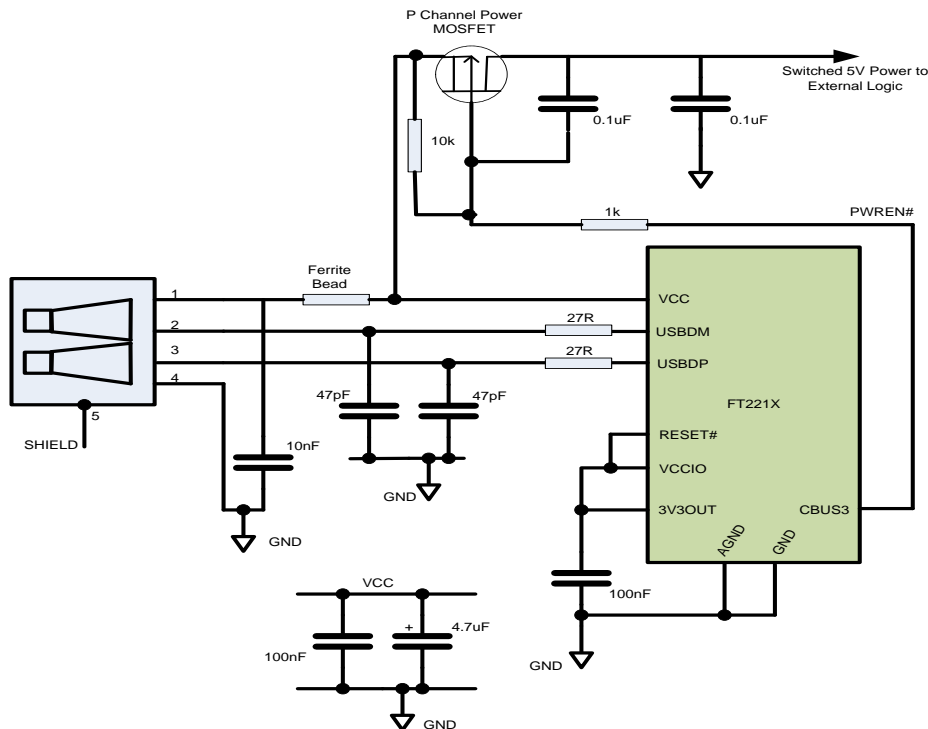 P Channel Power
MOSFET
Switched 5V Power to
External Logic
0.1uF
0.1uF
10k
1k
PWREN#
Ferrite
Bead
1
VCC
27R
2
USBDM
27R
3
USBDP
4
47pF
47pF
FT221X
5
SHIELD
10nF
RESET#
VCCIO
GND
3V3OUT
CBUS3
GND
AGND
GND
VCC
100nF
4.7uF
+
100nF
GND
GND